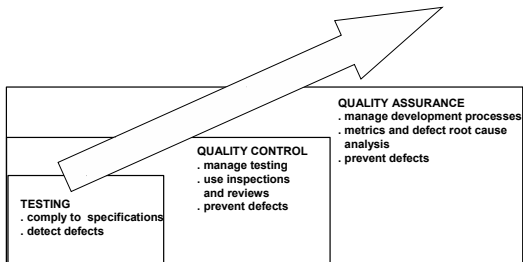 QUALITY ASSURANCE
. manage development processes
. metrics and defect root cause
analysis
. prevent defects
QUALITY CONTROL
. manage testing
. use inspections
and reviews
. prevent defects
TESTING
. comply to specifications
. detect defects